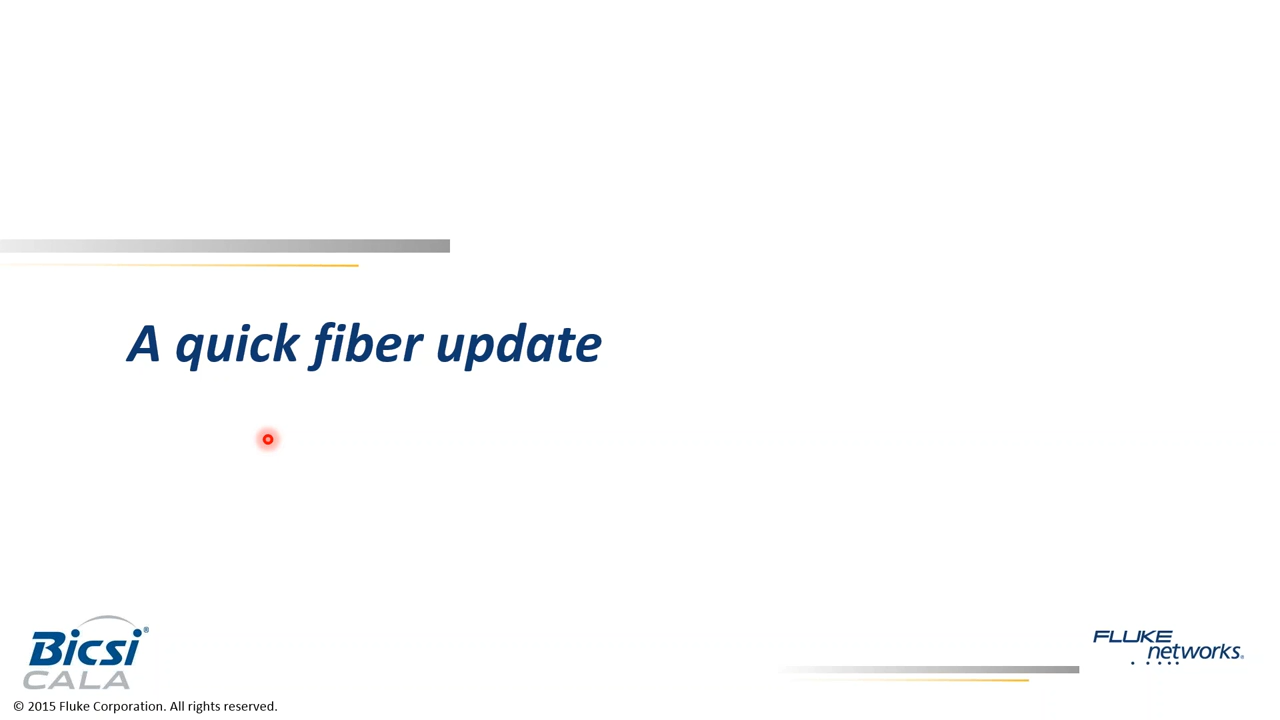 A quick fiber update
Bicsi®
CALA
FLUKE
networks®
© 2015 Fluke Corporation. All rights reserved.